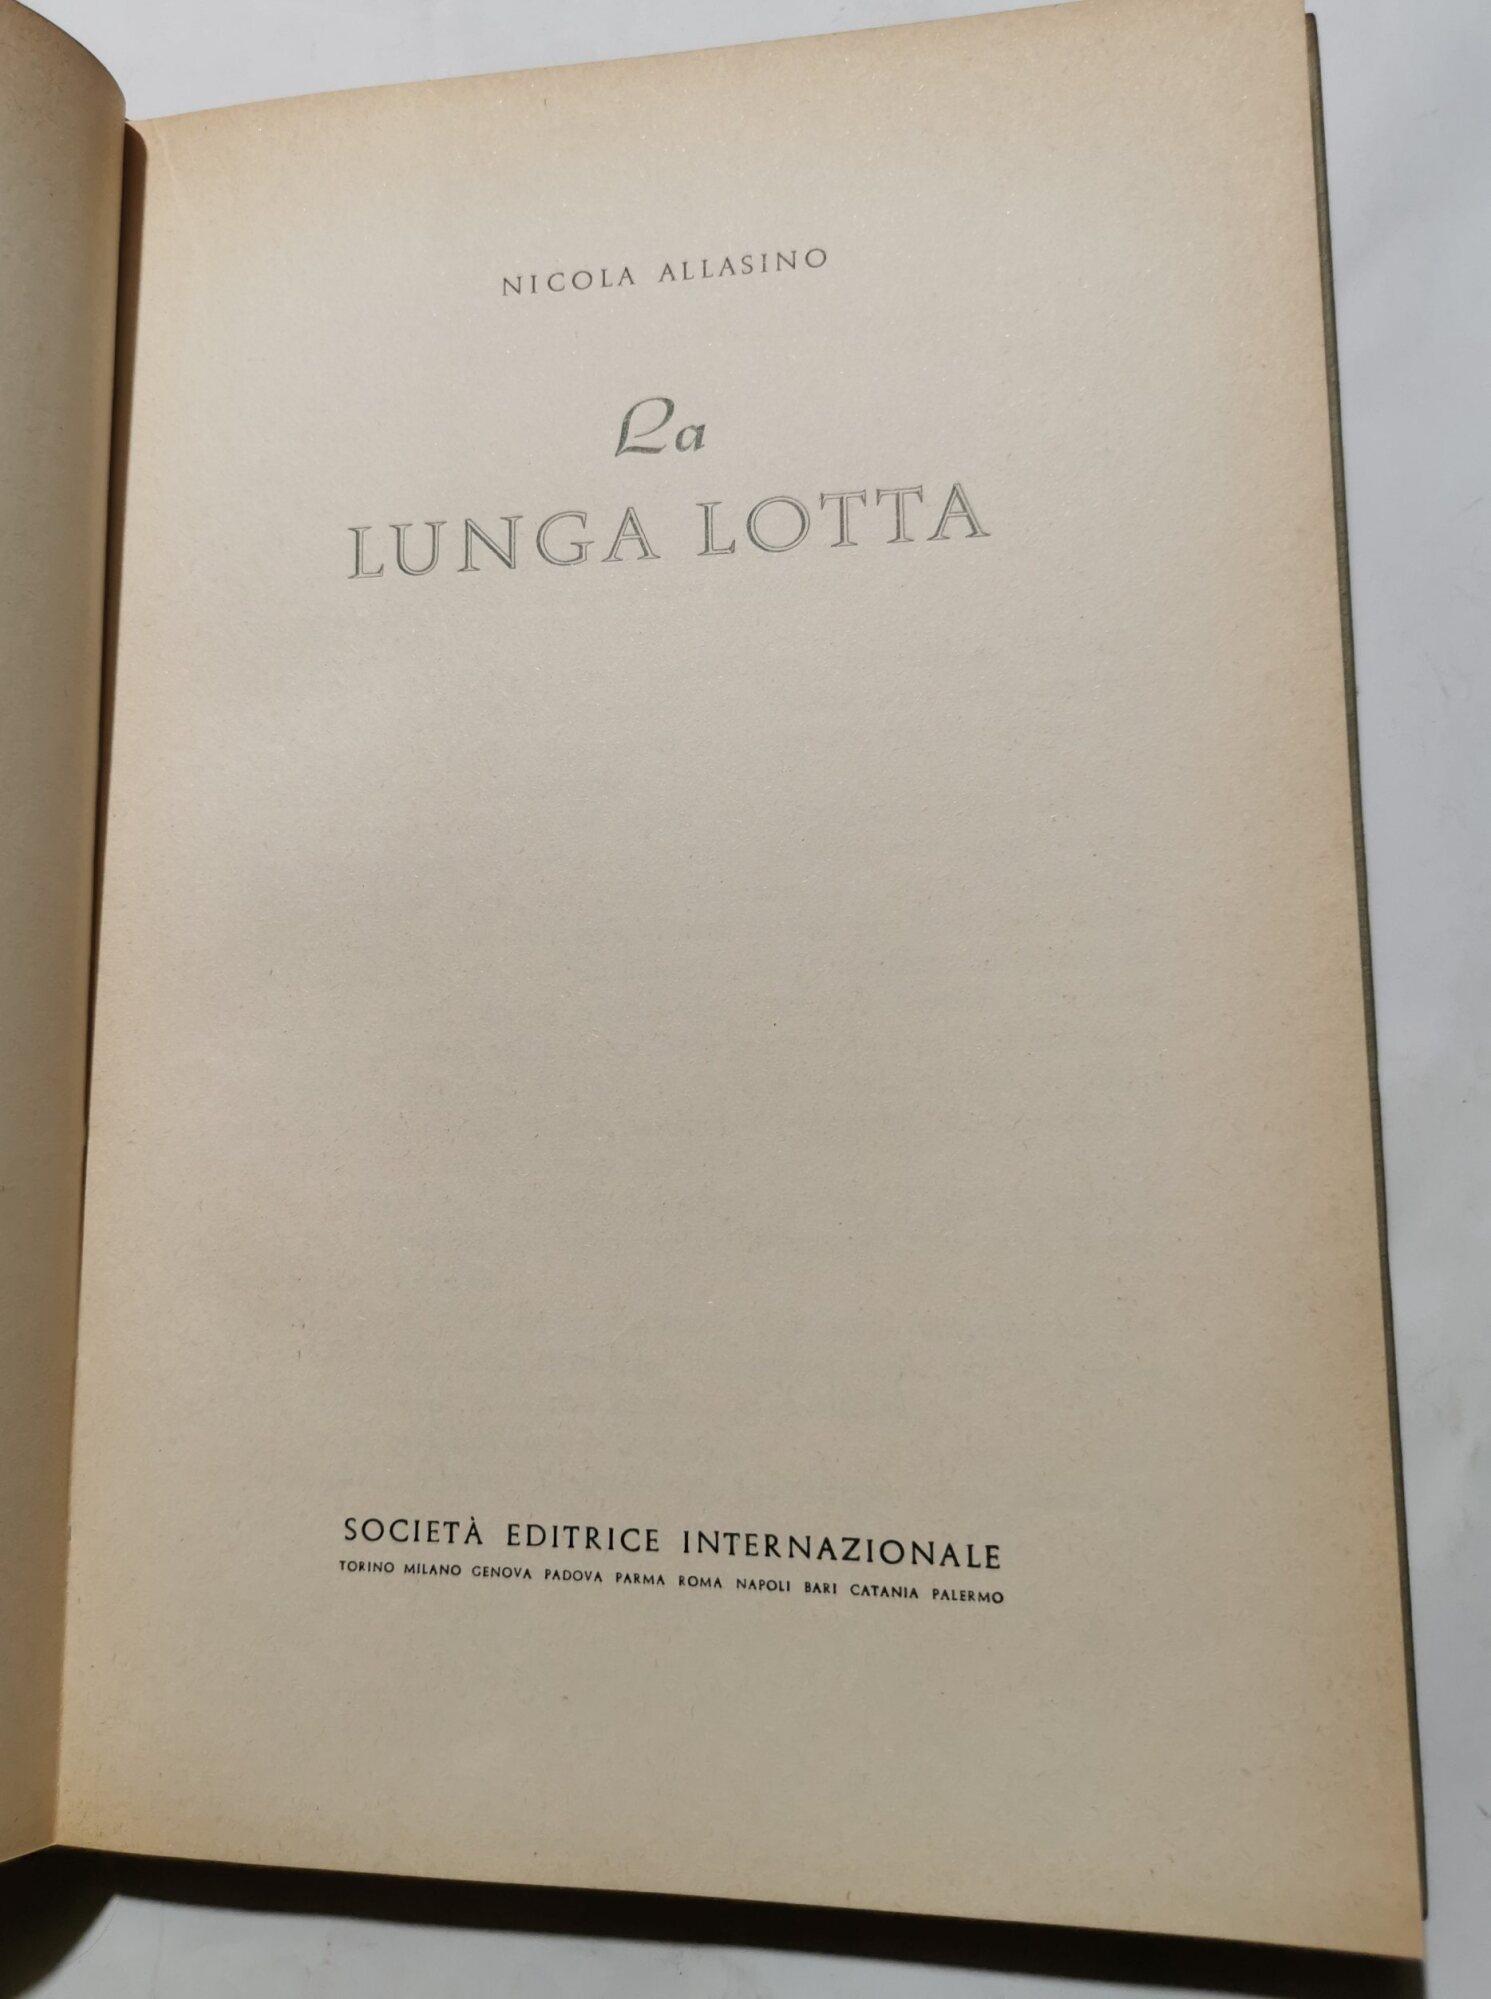 NICOLA ALLASINO
La
LUNGA LOTTA
SOCIETÀ EDITRICE INTERNAZIONALE
TORINO MILANO GENOVA PADOVA PARMA ROMA NAPOLI BARI CATANIA PALERMO